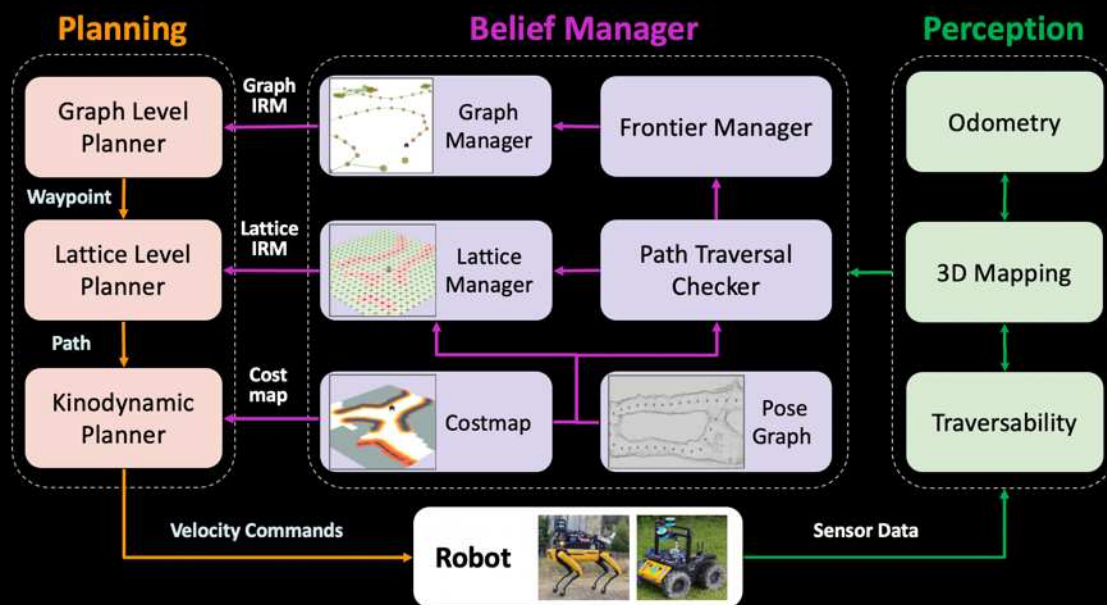 Planning
Belief Manager
Perception
Graph Level
Planner
Graph
IRM
Graph
Manager
Frontier Manager
Odometry
Waypoint
Lattice Level
Planner
Lattice
IRM
Lattice
Manager
Path Traversal
Checker
3D Mapping
Path
Kinodynamic
Planner
Cost
map
Costmap
Pose
Graph
Traversability
Velocity Commands
Robot
Sensor Data